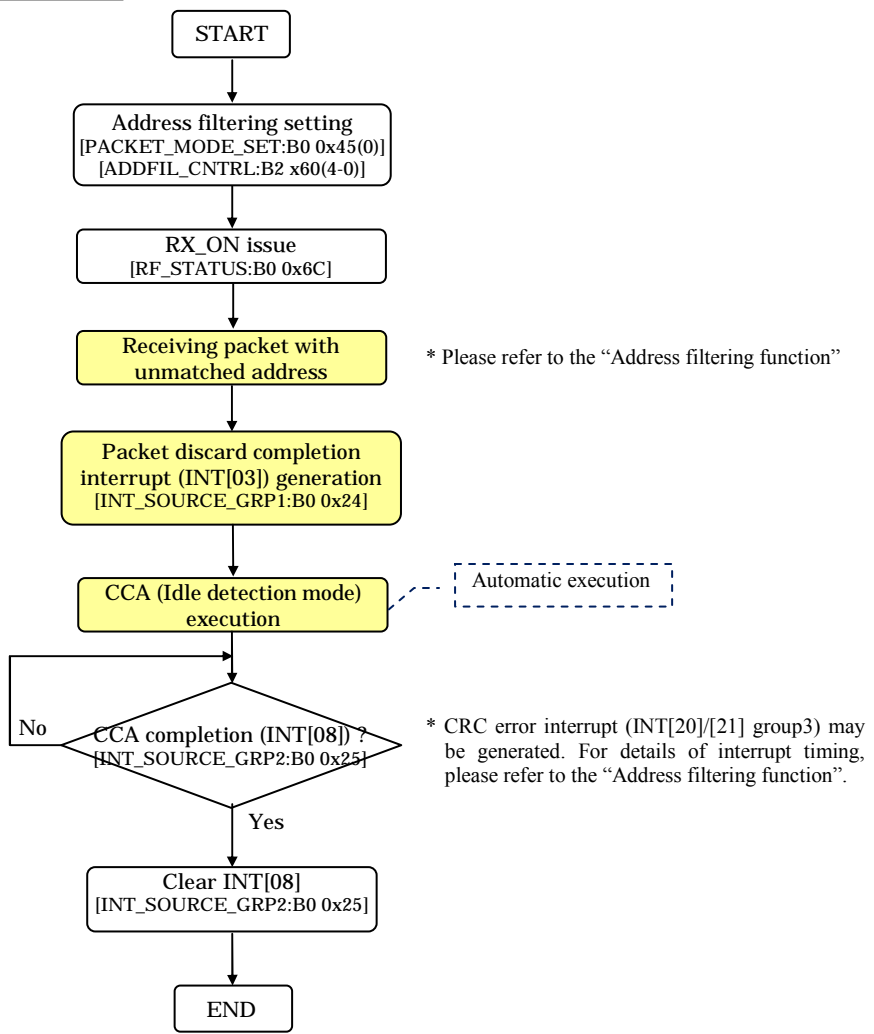 START
Address filtering setting
[PACKET_MODE_SET:B0 0x45(0)]
[ADDFIL_CNTRL:B2 x60(4-0)]
RX_ON issue
[RF_STATUS:B0 0x6C]
Receiving packet with
unmatched address
* Please refer to the “Address filtering function”
Packet discard completion
interrupt (INT[03]) generation
[INT_SOURCE_GRP1:B0 0x24]
CCA (Idle detection mode)
execution
Automatic execution
No
CCA completion (INT[08]) ?
[INT_SOURCE_GRP2:B0 0x25]
* CRC error interrupt (INT[20]/[21] group3) may
be generated. For details of interrupt timing,
please refer to the “Address filtering function”.
Yes
Clear INT[08]
[INT_SOURCE_GRP2:B0 0x25]
END